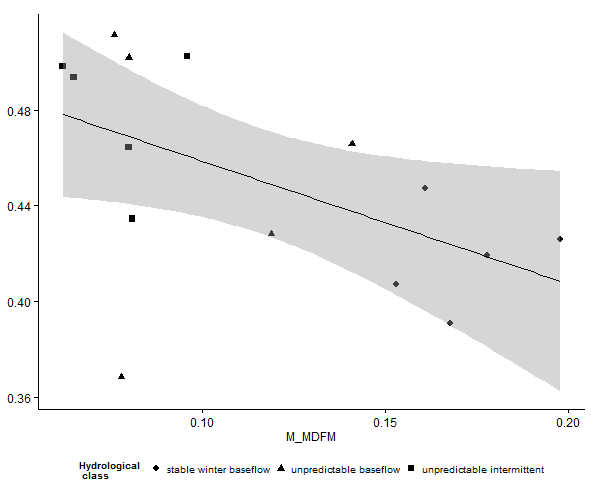 0.48
0.44
0.40
0.36
0.10 0.15 0.20
M_MDFM
Hydrological
class
stable winter baseflow unpredictable baseflow unpredictable intermittent